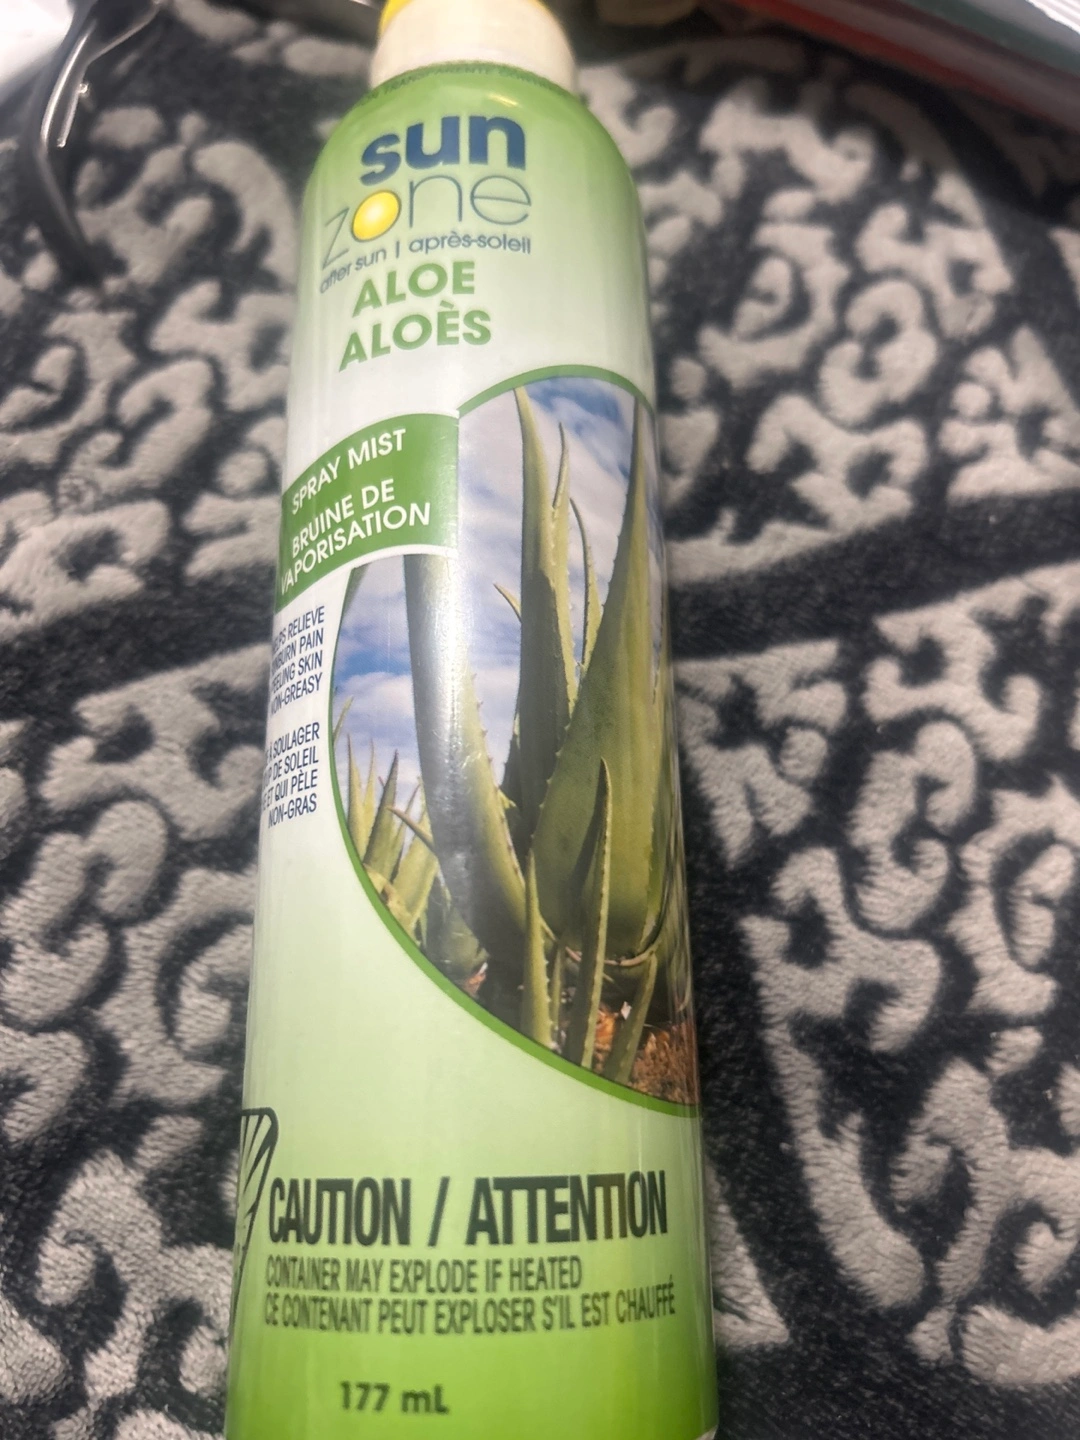 sun
zone
after sun | après-soleil
ALOE
ALOÈS
SPRAY MIST
BRUINE DE
VAPORISATION
RELIEVE
PAIN
SKIN
NON-GREASY
SOULAGER
DE SOLEIL
ET QUI PÈLE
NON-GRAS
CAUTION / ATTENTION
CONTAINER MAY EXPLODE IF HEATED
CE CONTENANT PEUT EXPLOSER S'IL EST CHAUFFÉ
177 mL